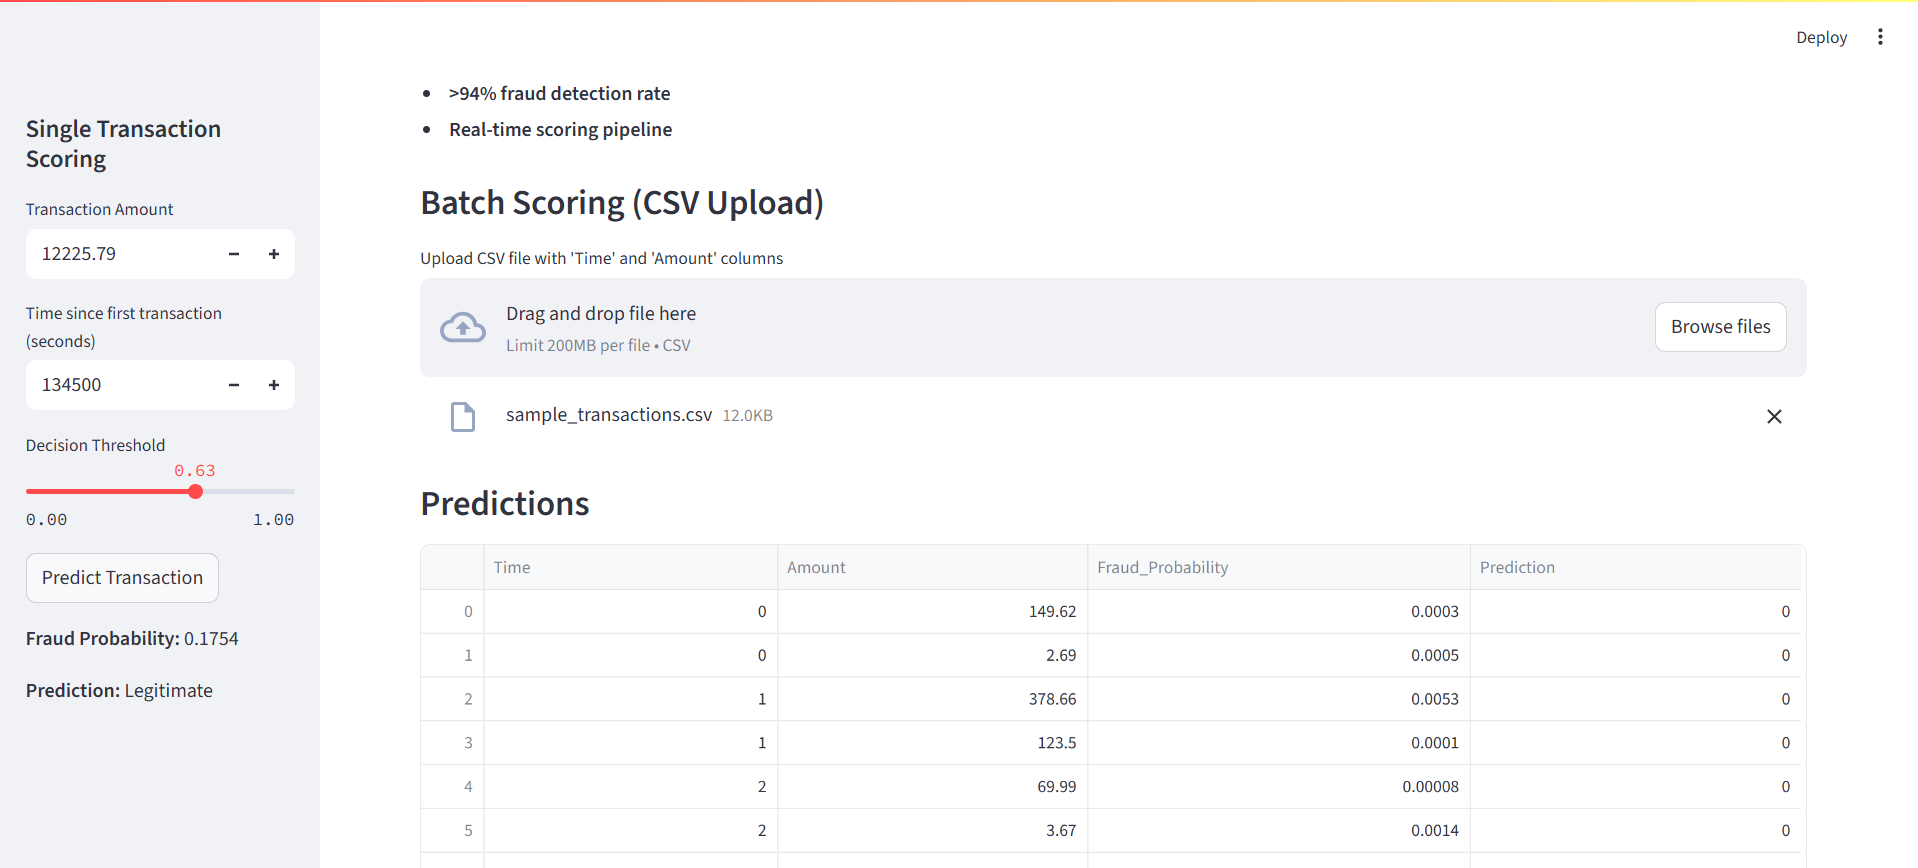 Deploy
Single Transaction
Scoring
Transaction Amount
12225.79
Time since first transaction
(seconds)
134500
Decision Threshold
0.63
0.00 1.00
Predict Transaction
Fraud Probability: 0.1754
Prediction: Legitimate
>94% fraud detection rate
Real-time scoring pipeline
Batch Scoring (CSV Upload)
Upload CSV file with 'Time' and 'Amount' columns
Drag and drop file here
Limit 200MB per file • CSV
Browse files
sample_transactions.csv 12.0KB
Predictions
Time Amount Fraud_Probability Prediction
0 0 149.62 0.0003 0
1 0 2.69 0.0005 0
2 1 378.66 0.0053 0
3 1 123.5 0.0001 0
4 2 69.99 0.00008 0
5 2 3.67 0.0014 0